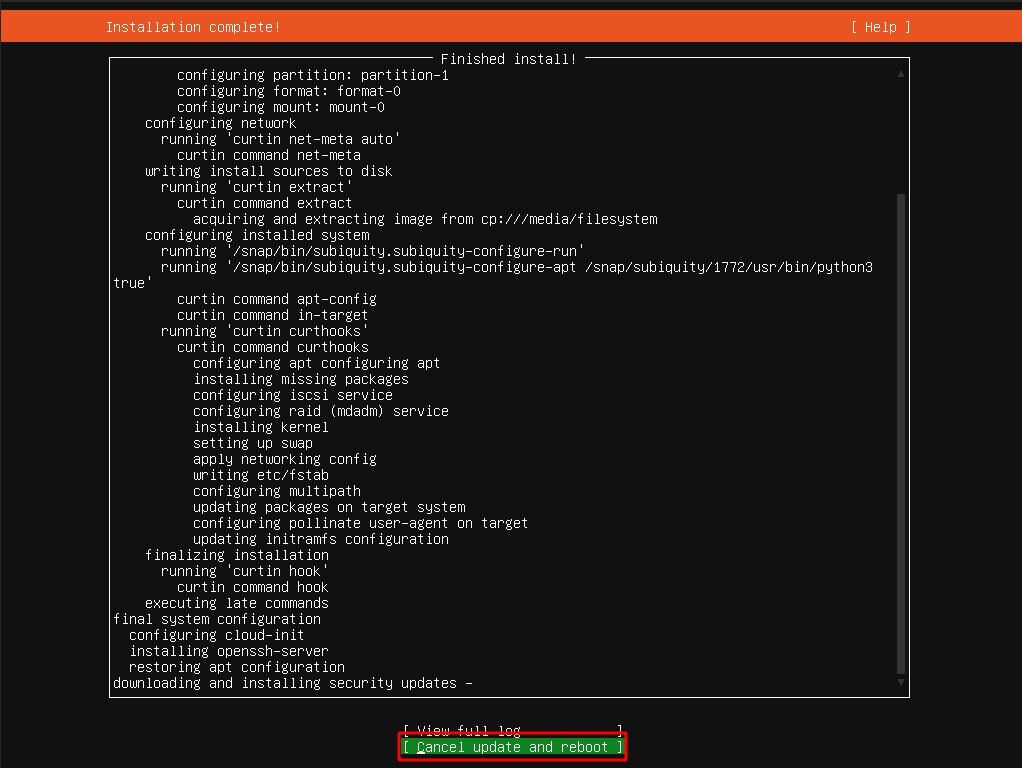 Installation complete! [ Help ]
Finished install!
configuring partition: partition-1
configuring format: format-0
configuring mount: mount-0
configuring network
running 'curtin net-meta auto'
curtin command net-meta
writing install sources to disk
running 'curtin extract'
curtin command extract
acquiring and extracting image from cp:///media/filesystem
configuring installed system
running '/snap/bin/subiquity.subiquity-configure-run'
running '/snap/bin/subiquity.subiquity-configure-apt /snap/subiquity/1772/usr/bin/python3
true'
curtin command apt-config
curtin command in-target
running 'curtin curthooks'
curtin command curthooks
configuring apt configuring apt
installing missing packages
configuring iscsi service
configuring raid (mdadm) service
installing kernel
setting up swap
apply networking config
writing etc/fstab
configuring multipath
updating packages on target system
configuring pollinate user-agent on target
updating initramfs configuration
finalizing installation
running 'curtin hook'
curtin command hook
executing late commands
final system configuration
configuring cloud-init
installing openssh-server
restoring apt configuration
downloading and installing security updates -
[ View full log ]
[ Cancel update and reboot ]